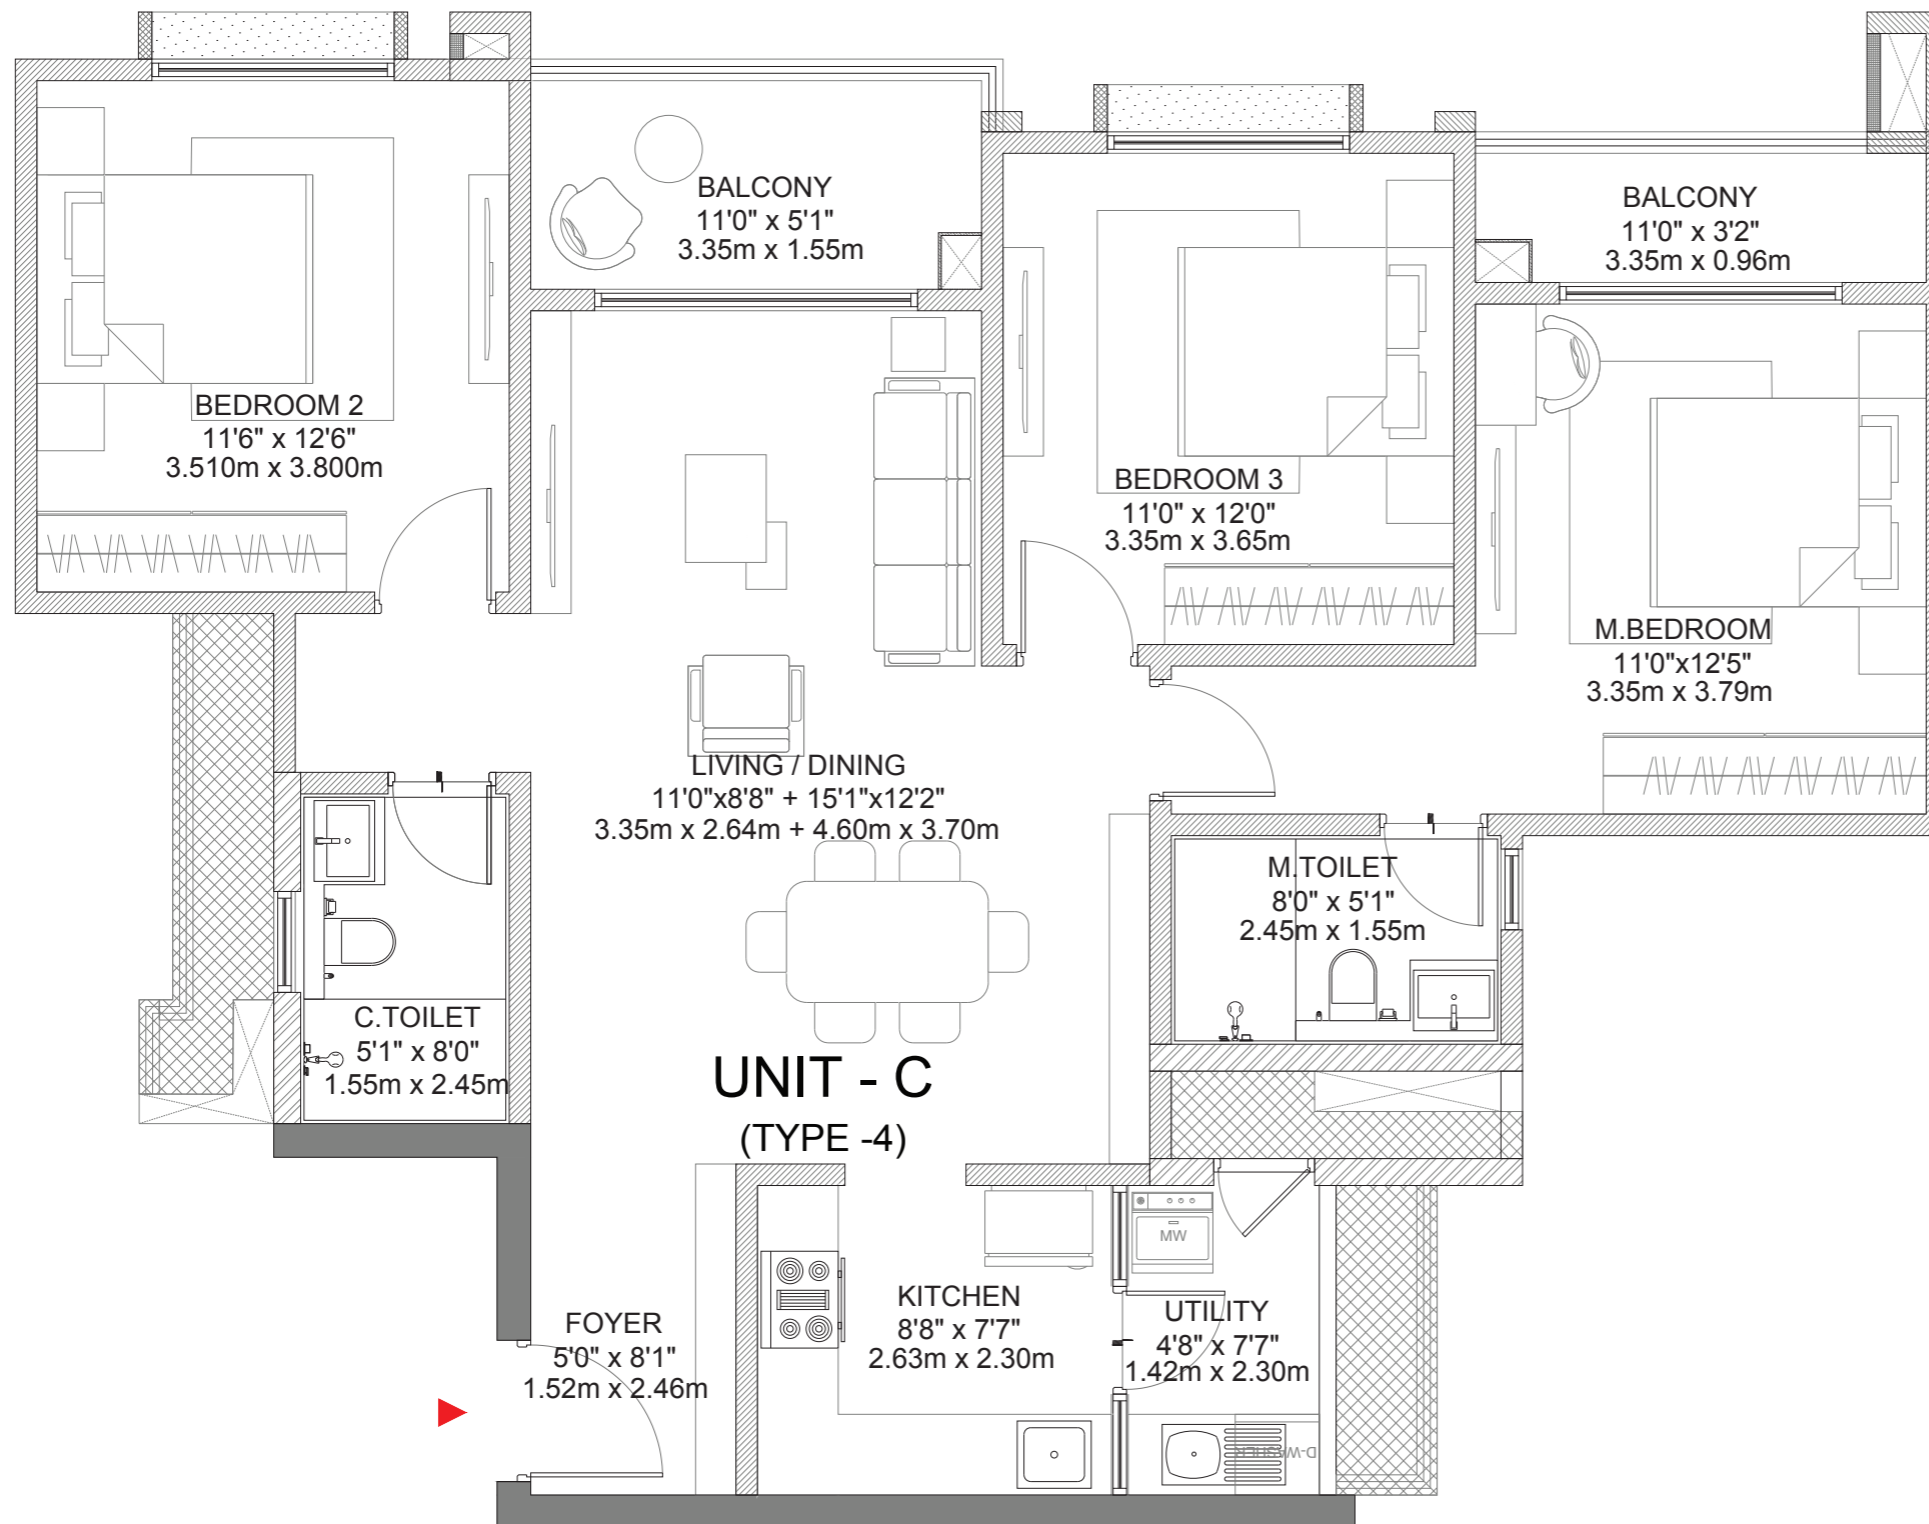 BALCONY
11'0" x 5'1"
3.35m x 1.55m
BALCONY
11'0" x 3'2"
3.35m x 0.96m
BEDROOM 2
11'6" x 12'6"
3.510m x 3.800m
BEDROOM 3
11'0" x 12'0"
3.35m x 3.65m
M.BEDROOM
11'0"x12'5"
3.35m x 3.79m
LIVING / DINING
11'0"x8'8" + 15'1"x12'2"
3.35m x 2.64m + 4.60m x 3.70m
M.TOILET
8'0" x 5'1"
2.45m x 1.55m
C.TOILET
5'1" x 8'0"
1.55m x 2.45m
UNIT - C
(TYPE -4)
MW
KITCHEN
8'8" x 7'7"
2.63m x 2.30m
UTILITY
4'8" x 7'7"
1.42m x 2.30m
FOYER
5'0" x 8'1"
1.52m x 2.46m
D-WASHER